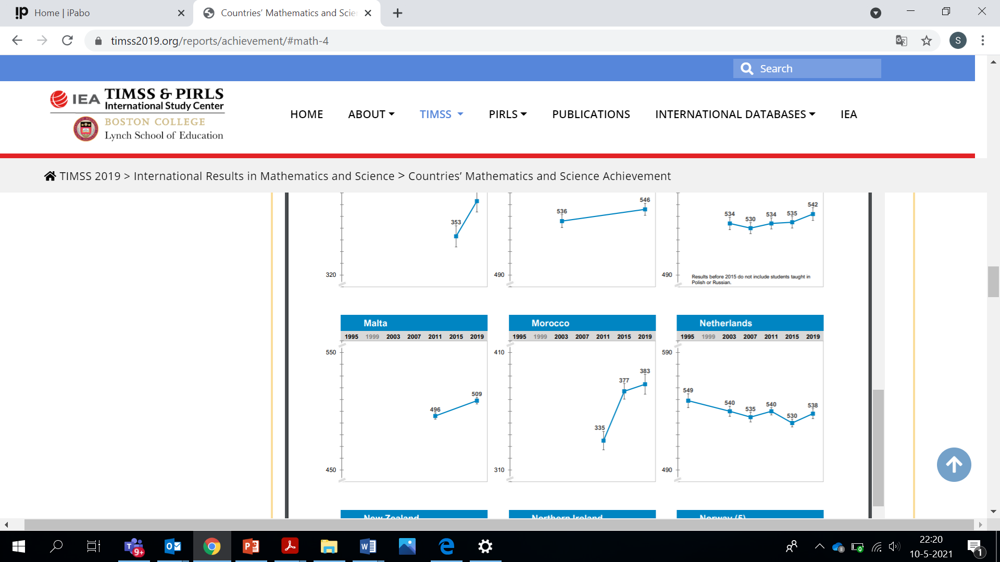 Home | iPabo
Countries' Mathematics and Scie
timss2019.org/reports/achievement/#math-4
S
Search
IEA
TIMSS & PIRLS
International Study Center
BOSTON COLLEGE
Lynch School of Education
HOME ABOUT TIMSS PIRLS PUBLICATIONS INTERNATIONAL DATABASES IEA
TIMSS 2019 > International Results in Mathematics and Science > Countries' Mathematics and Science Achievement
353
320
536 546
490
534 530 534 535 542
490
Results before 2015 do not include students taught in
Polish or Russian.
Malta
1995 1999 2003 2007 2011 2015 2019
550
496 509
450
Morocco
1995 1999 2003 2007 2011 2015 2019
410
335 377 383
310
Netherlands
1995 1999 2003 2007 2011 2015 2019
590
549 540 535 540 530 538
490
New Zealand
Northern Ireland
Norway (5)
9+
22:20
10-5-2021
1